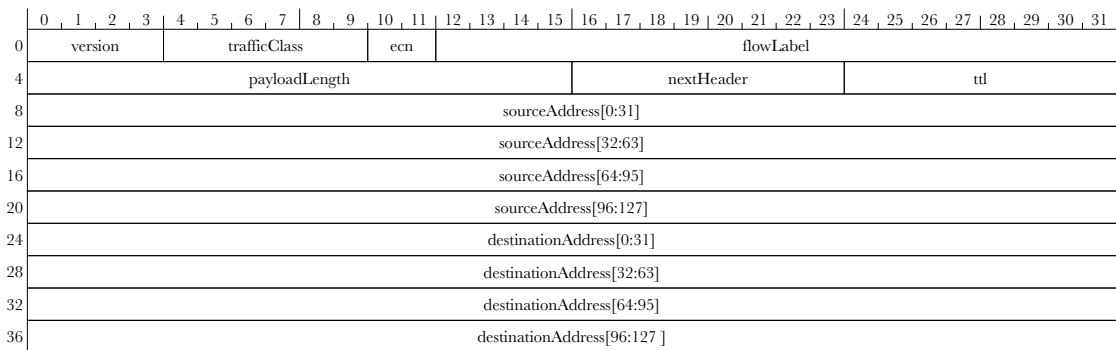 0 1 2 3 4 5 6 7 8 9 10 11 12 13 14 15 16 17 18 19 20 21 22 23 24 25 26 27 28 29 30 31
0 version trafficClass ecn flowLabel
4 payloadLength nextHeader ttl
8 sourceAddress[0:31]
12 sourceAddress[32:63]
16 sourceAddress[64:95]
20 sourceAddress[96:127]
24 destinationAddress[0:31]
28 destinationAddress[32:63]
32 destinationAddress[64:95]
36 destinationAddress[96:127 ]